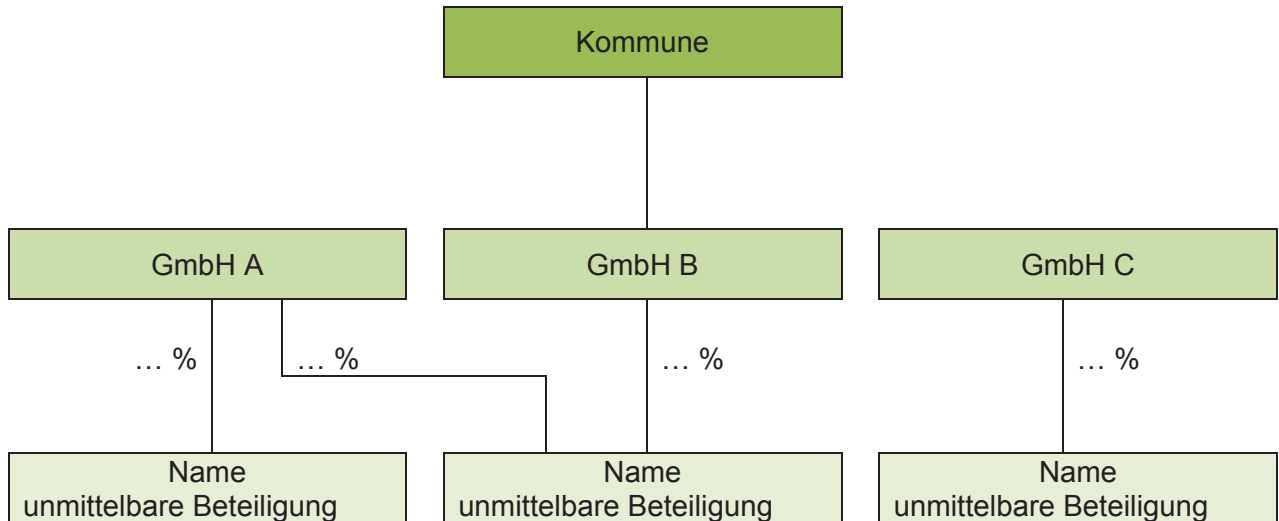 Kommune
GmbH A
GmbH B
GmbH C
… %
… %
… %
… %
Name
unmittelbare Beteiligung
Name
unmittelbare Beteiligung
Name
unmittelbare Beteiligung